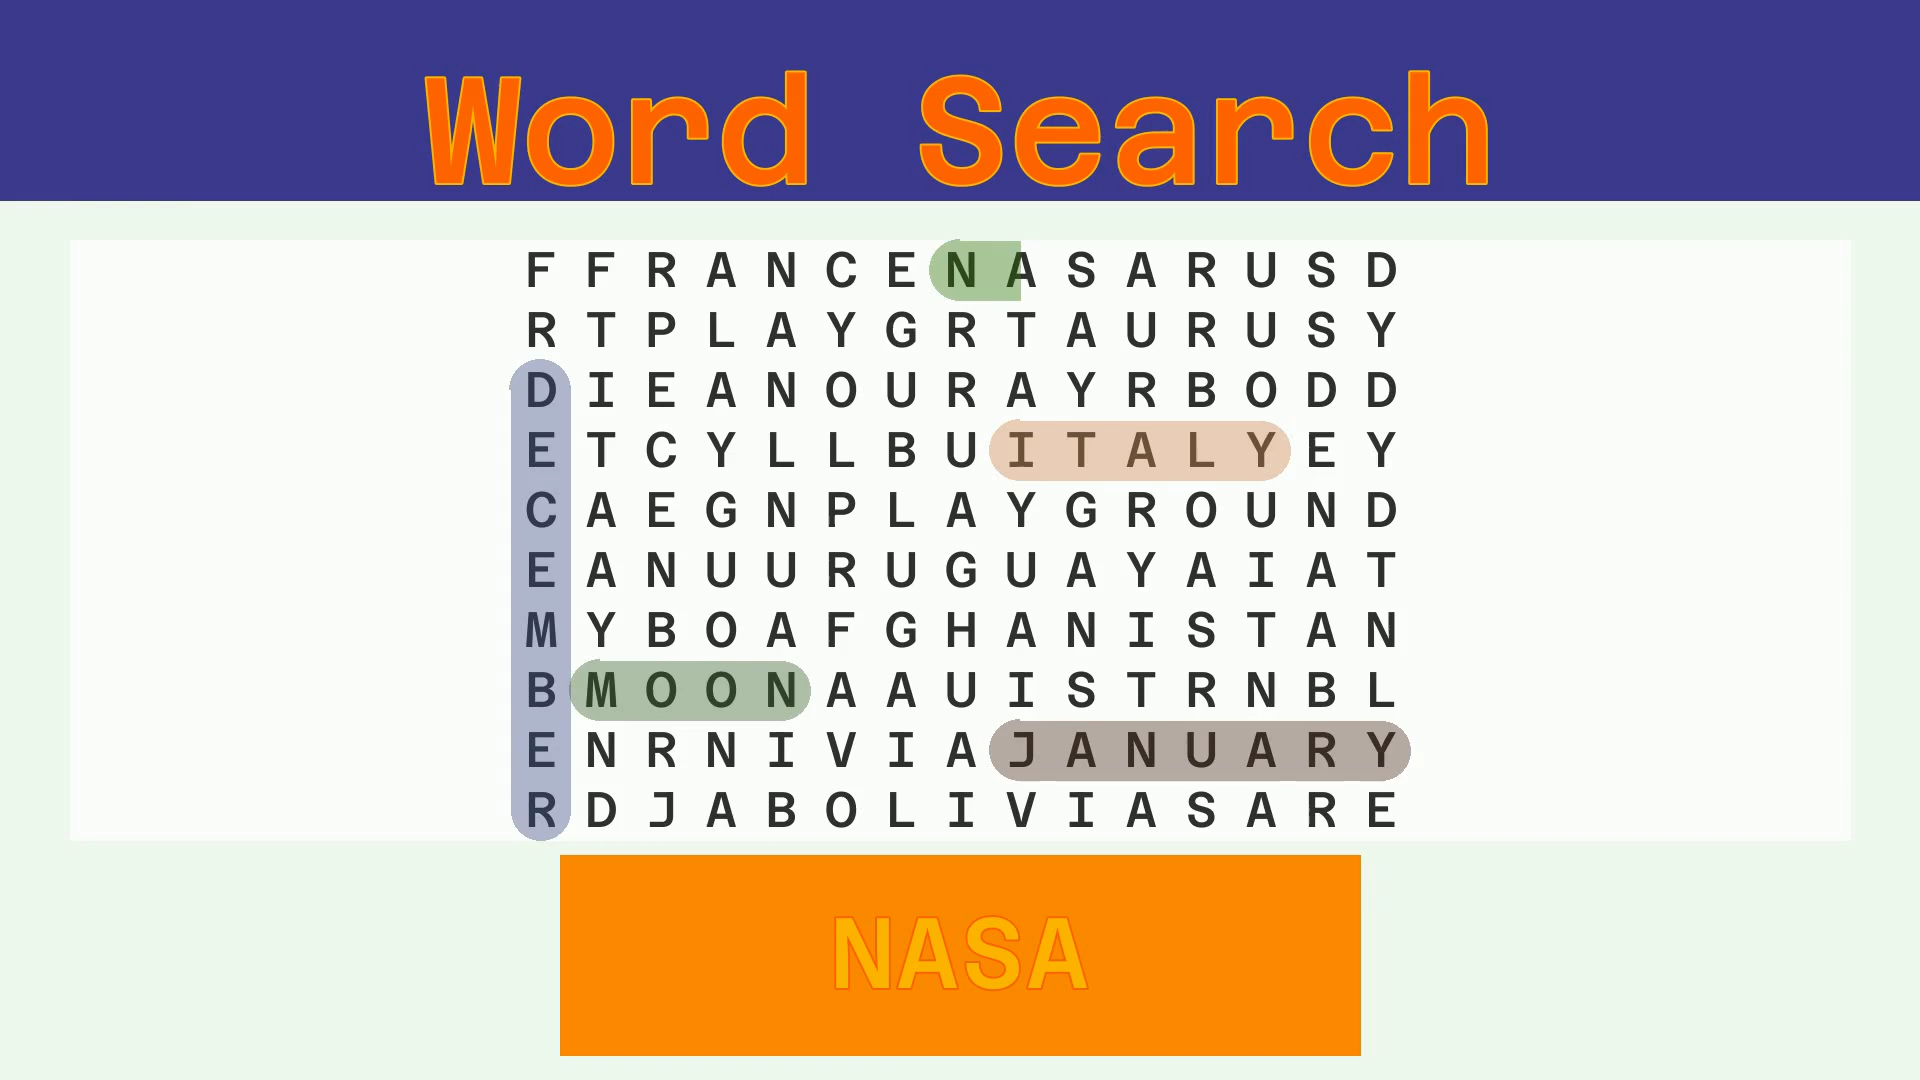 Word Search
F F R A N C E N A S A R U S D
R T P L A Y G R T A U R U S Y
D I E A N O U R A Y R B O D D
E T C Y L L B U I T A L Y E Y
C A E G N P L A Y G R O U N D
E A N U U R U G U A Y A I A T
M Y B O A F G H A N I S T A N
B M O O N A A U I S T R N B L
E N R N I V I A J A N U A R Y
R D J A B O L I V I A S A R E
NASA